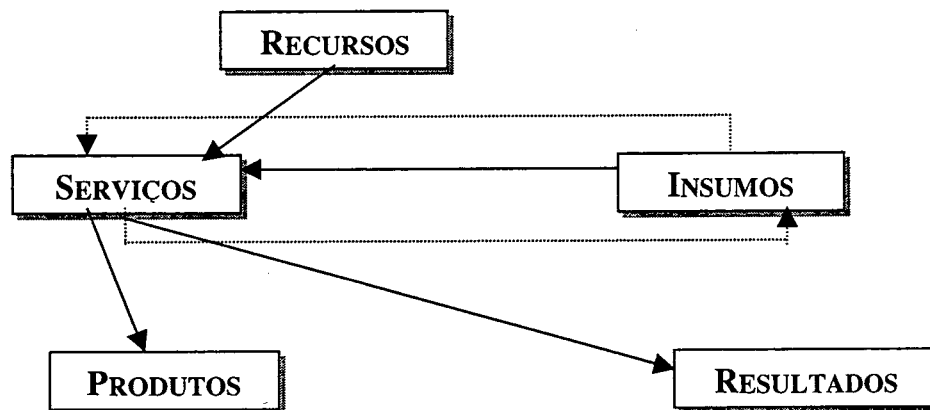 RECURSOS
SERVIÇOS
INSUMOS
PRODUTOS
RESULTADOS